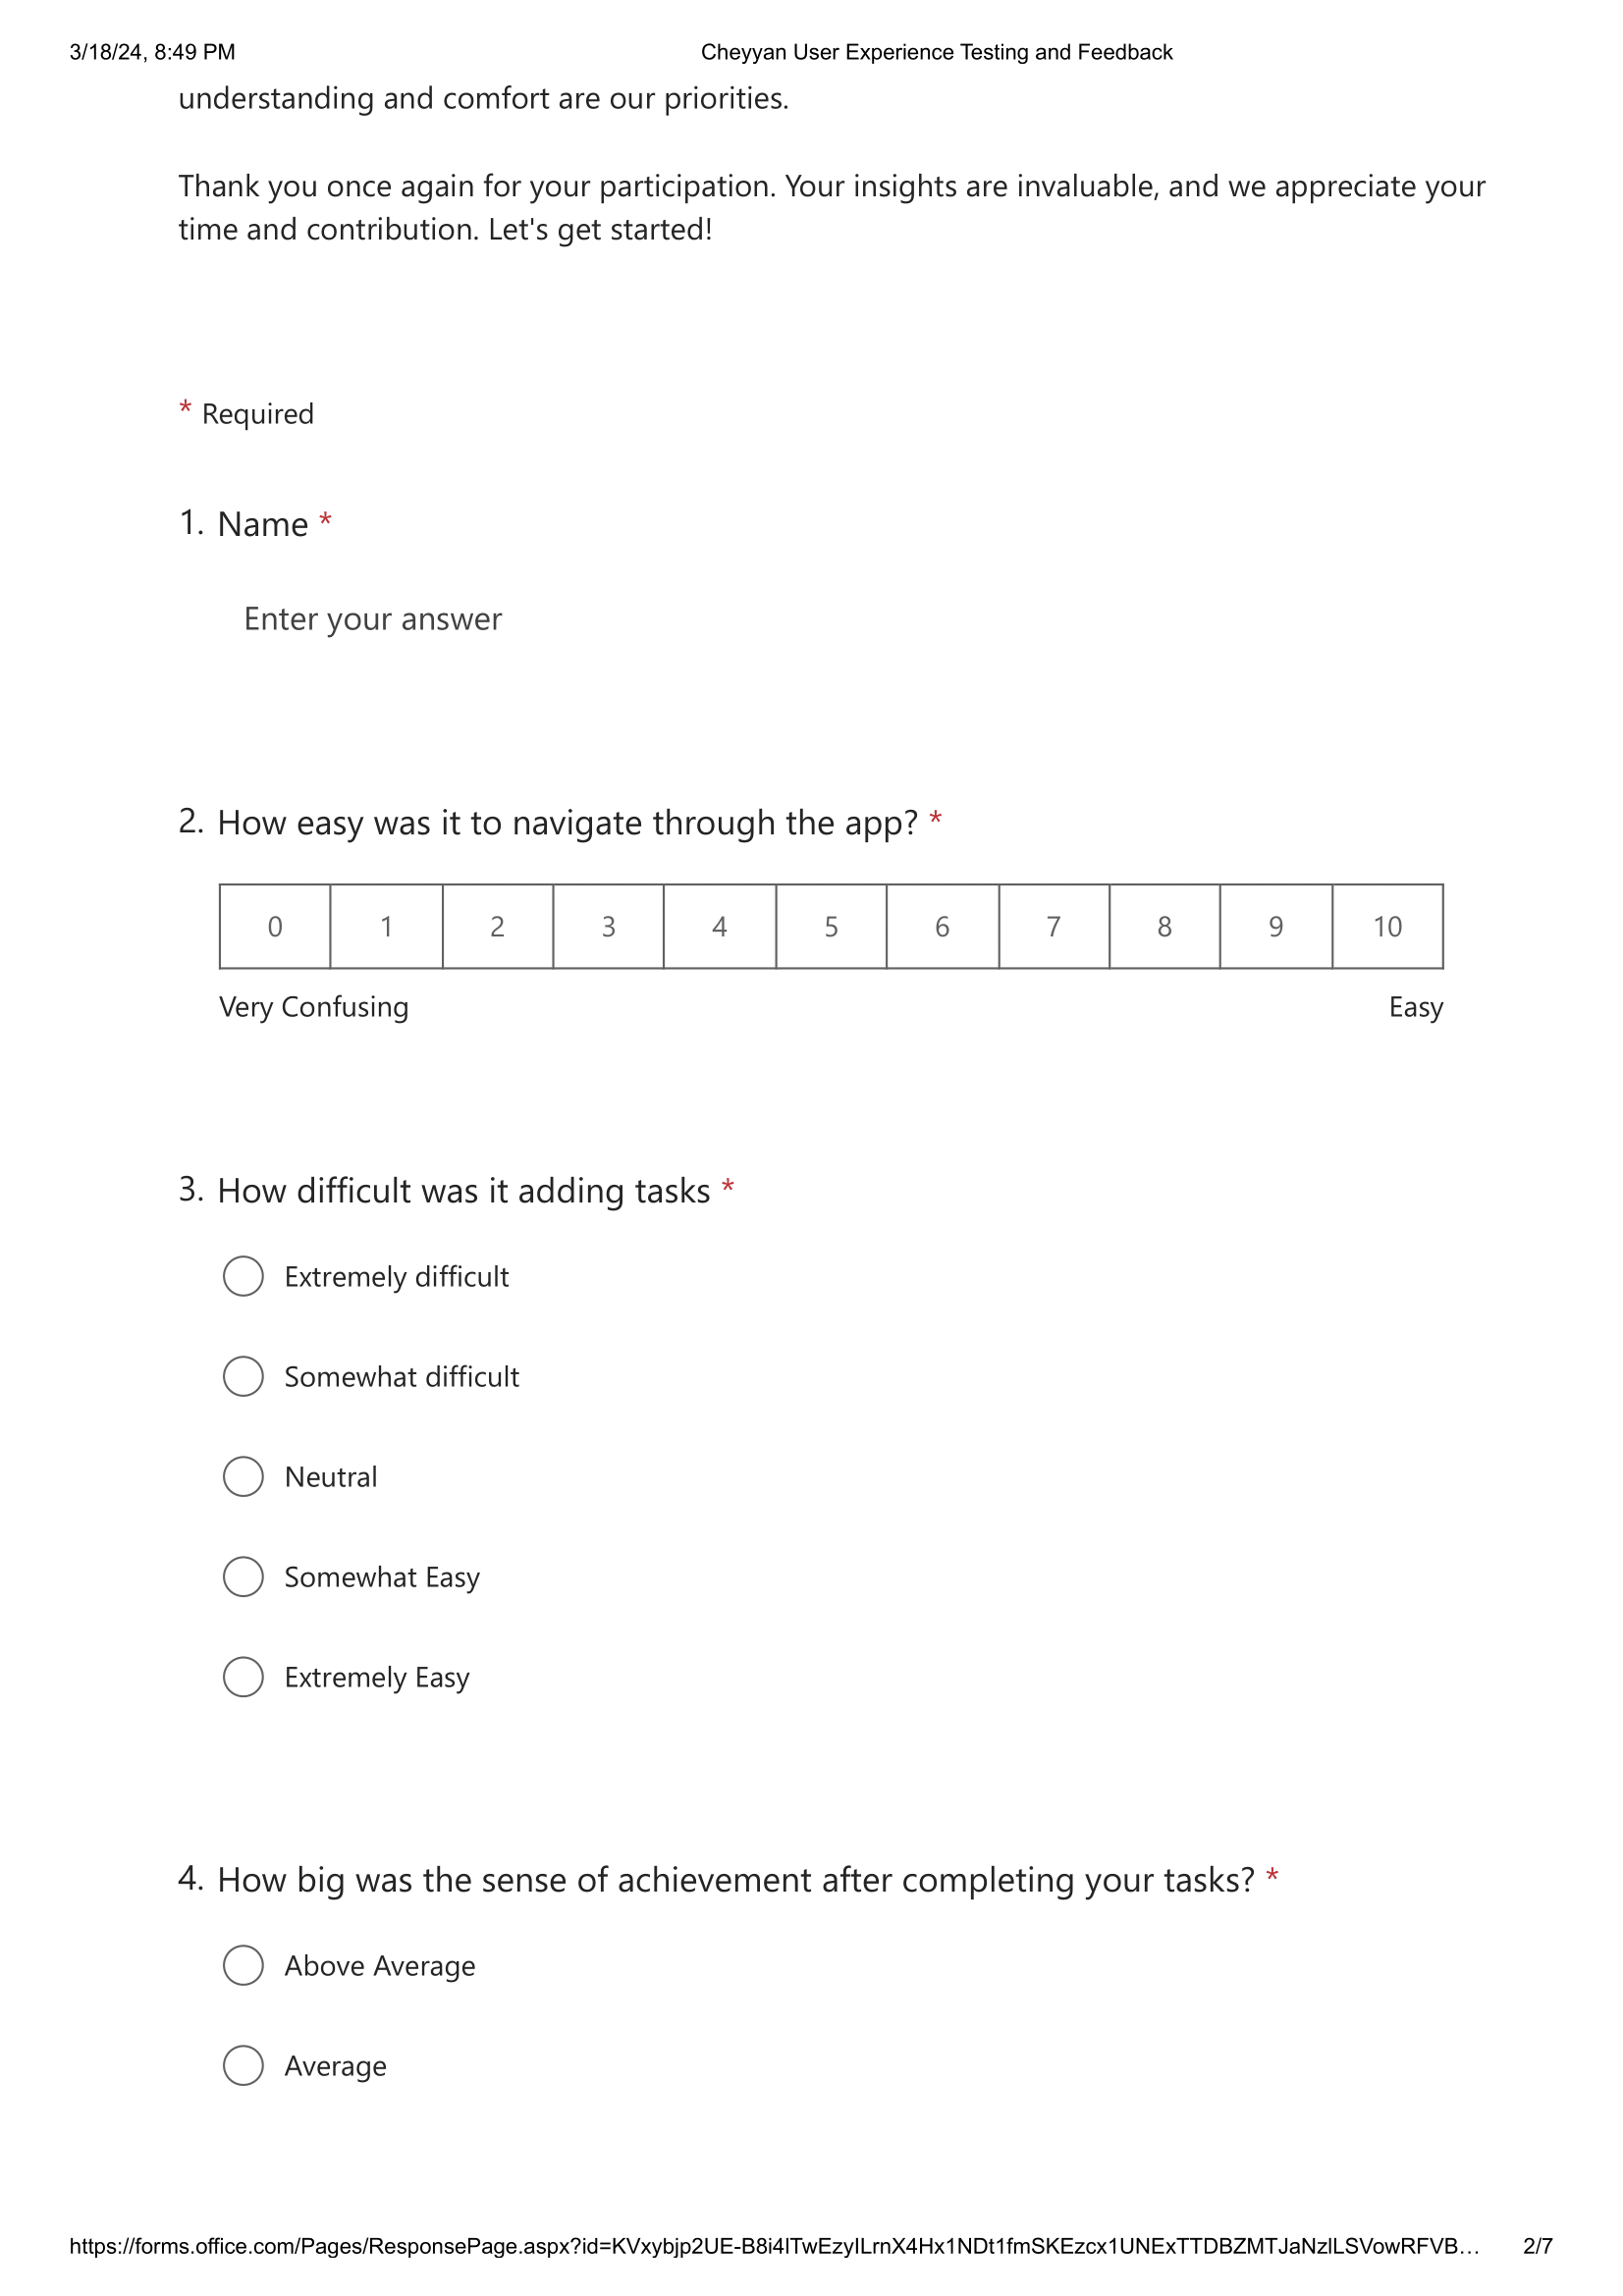 3/18/24, 8:49 PM Cheyyan User Experience Testing and Feedback
understanding and comfort are our priorities.
Thank you once again for your participation. Your insights are invaluable, and we appreciate your
time and contribution. Let's get started!
* Required
1. Name *
Enter your answer
2. How easy was it to navigate through the app? *
0 1 2 3 4 5 6 7 8 9 10
Very Confusing Easy
3. How difficult was it adding tasks *
Extremely difficult
Somewhat difficult
Neutral
Somewhat Easy
Extremely Easy
4. How big was the sense of achievement after completing your tasks? *
Above Average
Average
https://forms.office.com/Pages/ResponsePage.aspx?id=KVxybjp2UE-B8i4lTwEzyILrnX4Hx1NDt1fmSKEzcx1UNExTTDBZMTJaNzlLSVowRFVB… 2/7